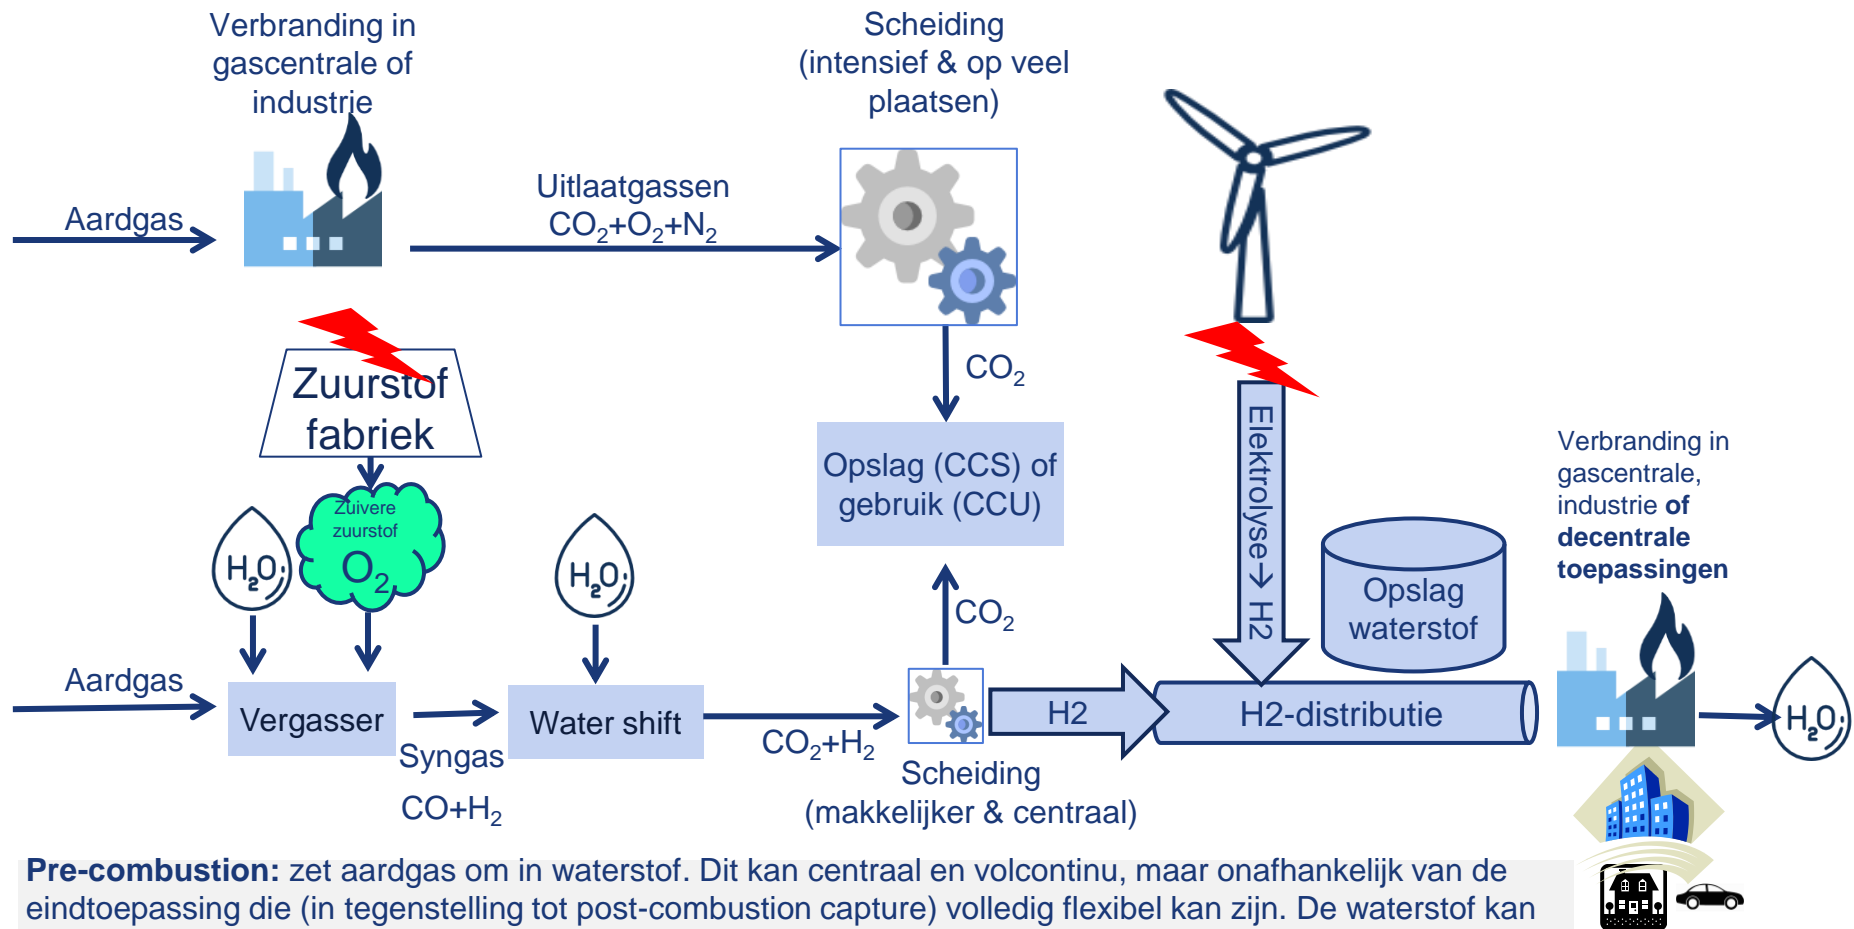 Verbranding in
gascentrale of
industrie
Scheiding
(intensief & op veel
plaatsen)
Aardgas
Uitlaatgassen
CO₂+O₂+N₂
Zuurstof
fabriek
CO₂
Opslag (CCS) of
gebruik (CCU)
Elektrolyse→ H2
Verbranding in
gascentrale,
industrie of
decentrale
toepassingen
Zuivere
zuurstof
O₂
H₂O
H₂O
Opslag
waterstof
CO₂
Aardgas
Vergasser
Syngas
CO+H₂
Water shift
CO₂+H₂
Scheiding
(makkelijker & centraal)
H2
H2-distributie
H₂O
Pre-combustion: zet aardgas om in waterstof. Dit kan centraal en volcontinu, maar onafhankelijk van de
eindtoepassing die (in tegenstelling tot post-combustion capture) volledig flexibel kan zijn. De waterstof kan